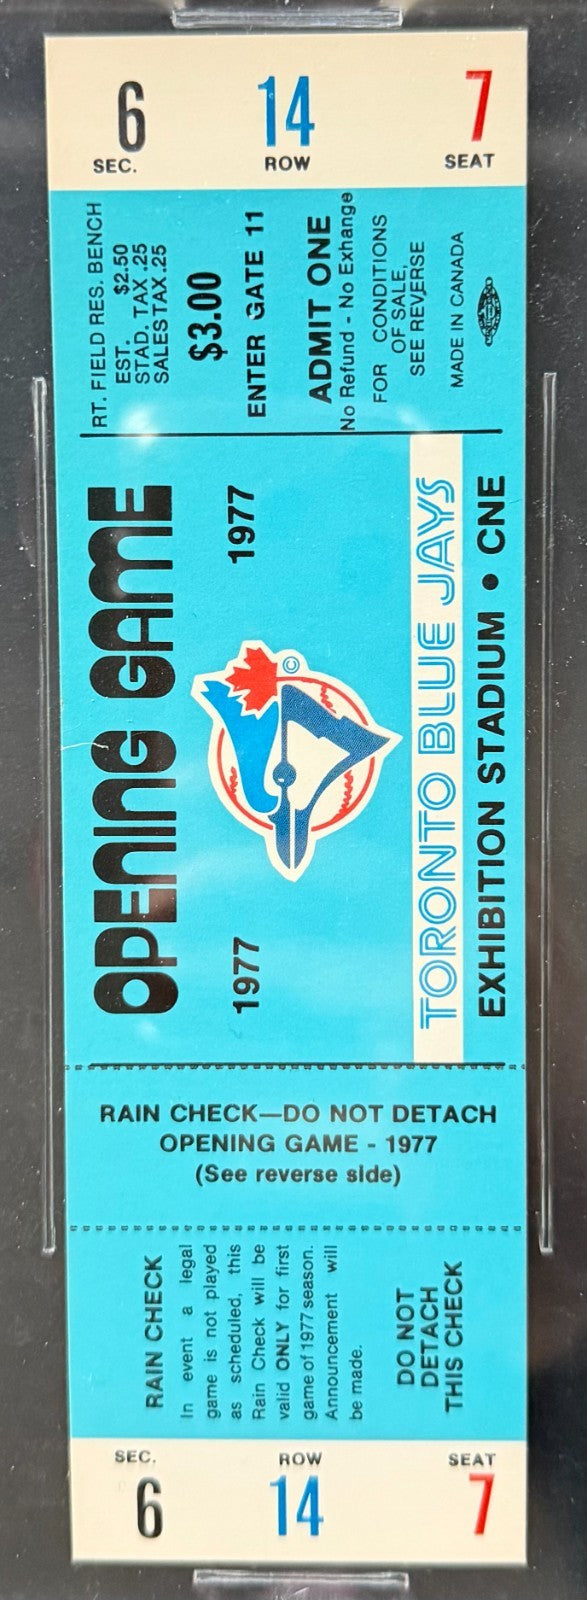 6 14 7
SEC. ROW SEAT
RT. FIELD RES. BENCH
EST. $2.50
STAD. TAX .25
SALES TAX .25
$3.00
ENTER GATE 11
ADMIT ONE
No Refund - No Exhange
FOR CONDITIONS
OF SALE,
SEE REVERSE
MADE IN CANADA
OPENING GAME
1977 1977
©
TORONTO BLUE JAYS
EXHIBITION STADIUM • CNE
RAIN CHECK—DO NOT DETACH
OPENING GAME - 1977
(See reverse side)
RAIN CHECK
In event a legal
game is not played
as scheduled, this
Rain Check will be
valid ONLY for first
game of 1977 season.
Announcement will
be made.
DO NOT
DETACH
THIS CHECK
SEC. ROW SEAT
6 14 7